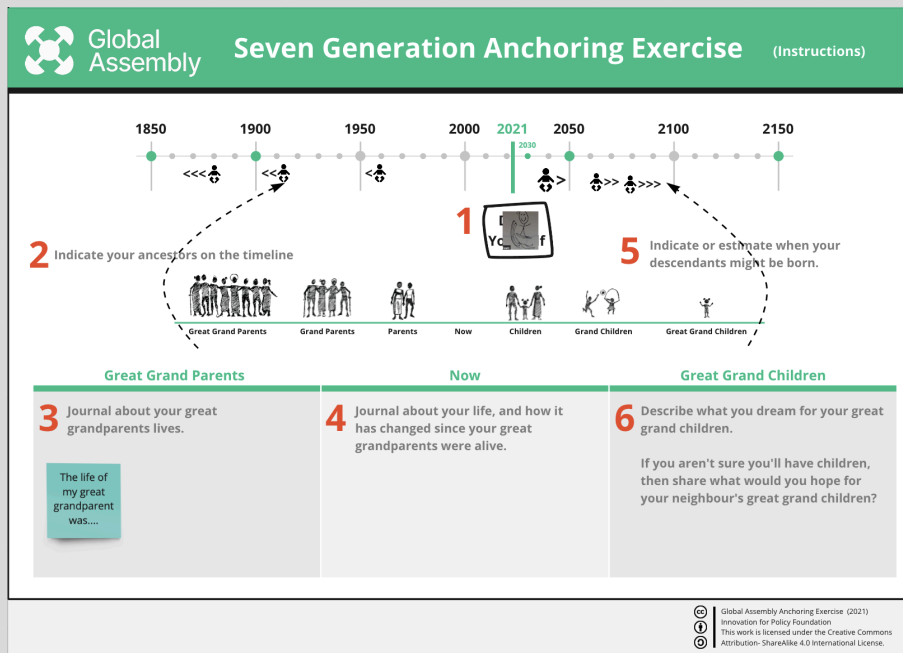 Global
Assembly
Seven Generation Anchoring Exercise (Instructions)
1850 1900 1950 2000 2021 2050 2100 2150
2030
<<< << < > >> >>>
1
2 Indicate your ancestors on the timeline
5 Indicate or estimate when your
descendants might be born.
Great Grand Parents Grand Parents Parents Now Children Grand Children Great Grand Children
Great Grand Parents
3 Journal about your great
grandparents lives.
The life of
my great
grandparent
was....
Now
4 Journal about your life, and how it
has changed since your great
grandparents were alive.
Great Grand Children
6 Describe what you dream for your great
grand children.
If you aren't sure you'll have children,
then share what would you hope for
your neighbour's great grand children?
cc
Global Assembly Anchoring Exercise (2021)
Innovation for Policy Foundation
This work is licensed under the Creative Commons
Attribution- ShareAlike 4.0 International License.